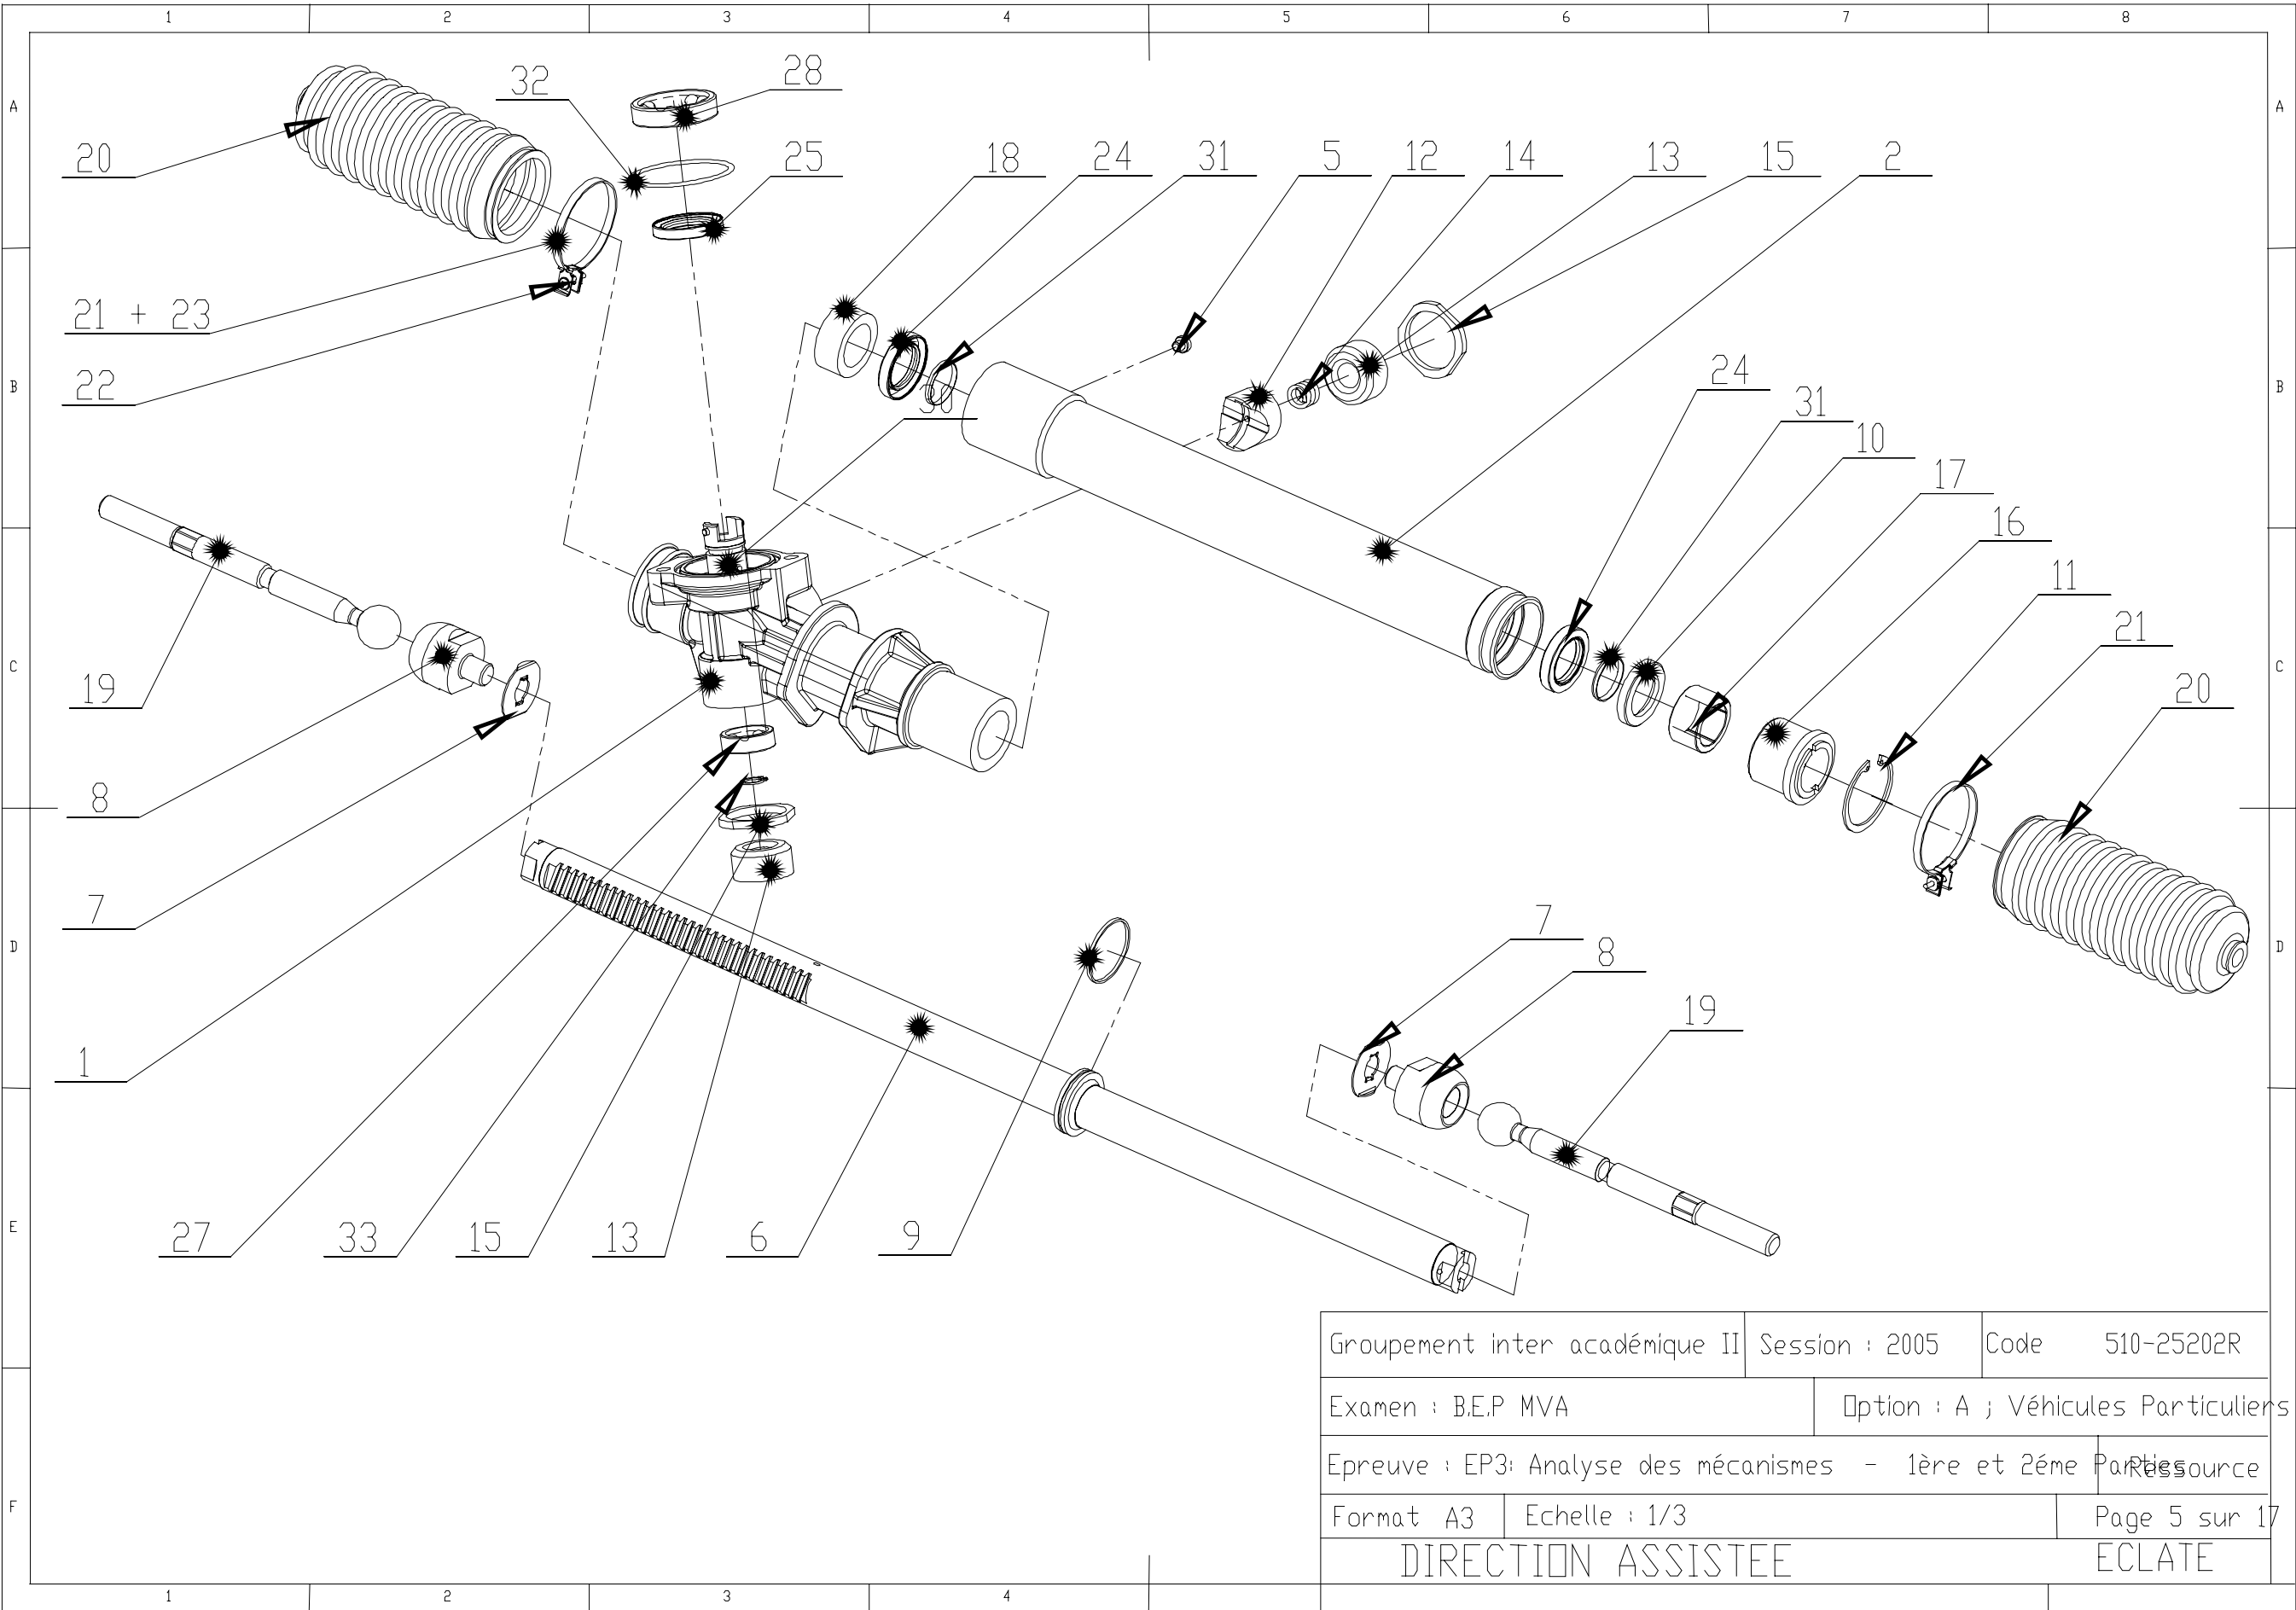 1 2 3 4 5 6 7 8
A A
32 28
20
25 18 24 31 5 12 14 13 15 2
21 + 23
22
B B
24
31
10
17
16
11
21
20
19
C C
8
7
D D
7
8
19
1
27 33 15 13 6 9
E
Groupement inter académique II Session : 2005 Code 510-25202R
Examen : B.E.P MVA Option : A ; Véhicules Particuliers
Epreuve : EP3: Analyse des mécanismes - 1ère et 2éme Parties Ressource
F
Format A3 Echelle : 1/3 Page 5 sur 17
DIRECTION ASSISTEE ECLATE
1 2 3 4